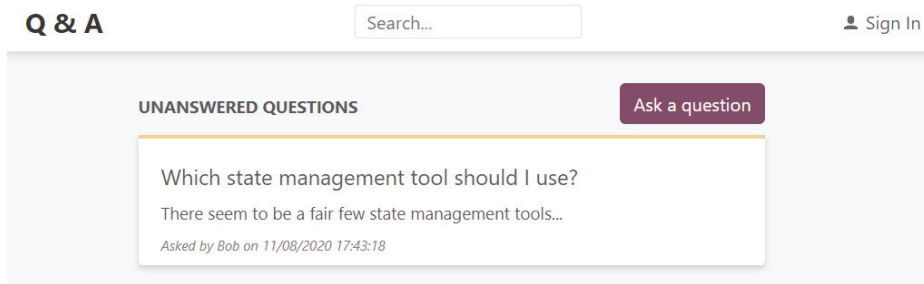 Q & A
Search...
Sign In
UNANSWERED QUESTIONS
Ask a question
Which state management tool should I use?
There seem to be a fair few state management tools...
Asked by Bob on 11/08/2020 17:43:18